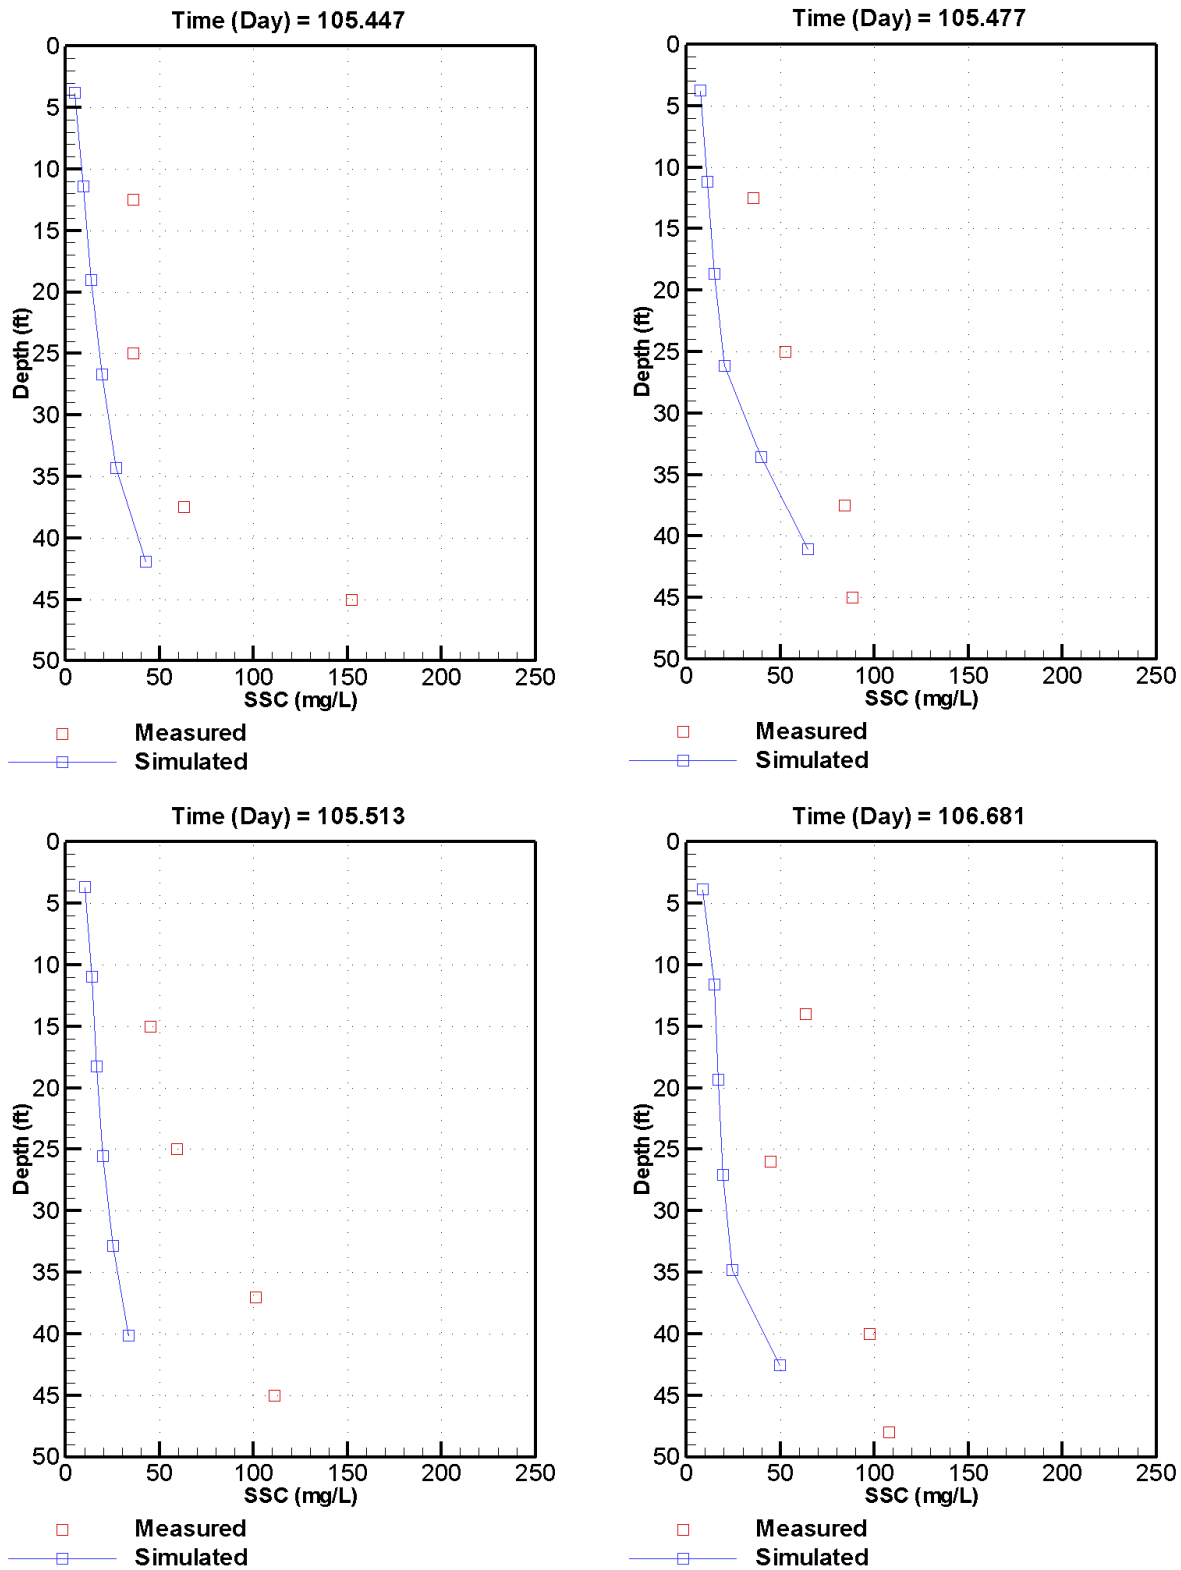 Time (Day) = 105.447
0
5
10
15
20
25
30
35
40
45
50
Depth (ft)
0 50 100 150 200 250
SSC (mg/L)
Measured
Simulated
Time (Day) = 105.477
0
5
10
15
20
25
30
35
40
45
50
Depth (ft)
0 50 100 150 200 250
SSC (mg/L)
Measured
Simulated
Time (Day) = 105.513
0
5
10
15
20
25
30
35
40
45
50
Depth (ft)
0 50 100 150 200 250
SSC (mg/L)
Measured
Simulated
Time (Day) = 106.681
0
5
10
15
20
25
30
35
40
45
50
Depth (ft)
0 50 100 150 200 250
SSC (mg/L)
Measured
Simulated